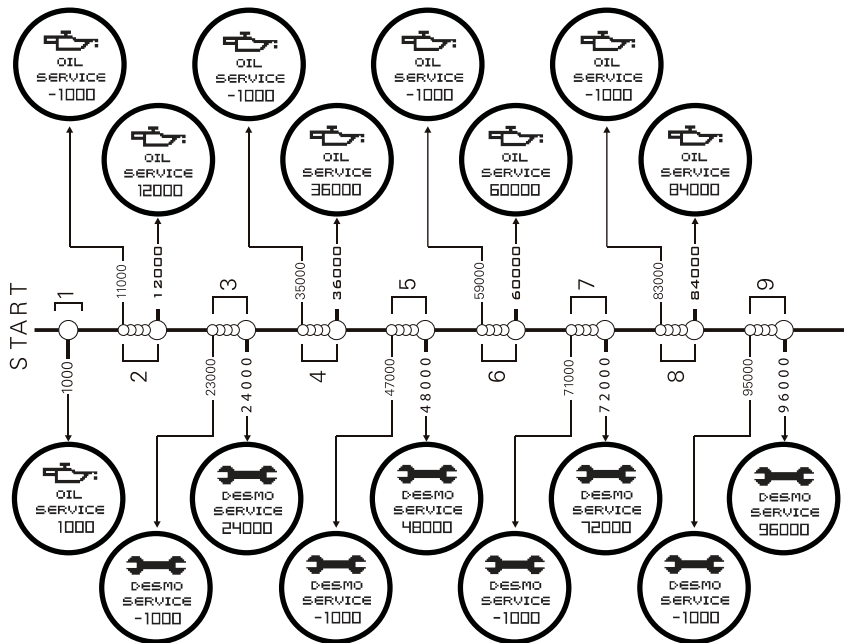 OIL
SERVICE
-1000
OIL
SERVICE
-1000
OIL
SERVICE
-1000
OIL
SERVICE
-1000
OIL
SERVICE
12000
OIL
SERVICE
36000
OIL
SERVICE
60000
OIL
SERVICE
84000
START
1
1000
11000
12000
2
3
23000
24000
35000
36000
4
5
47000
48000
59000
60000
6
7
71000
72000
83000
84000
8
9
95000
96000
OIL
SERVICE
1000
DESMO
SERVICE
24000
DESMO
SERVICE
48000
DESMO
SERVICE
72000
DESMO
SERVICE
96000
DESMO
SERVICE
-1000
DESMO
SERVICE
-1000
DESMO
SERVICE
-1000
DESMO
SERVICE
-1000